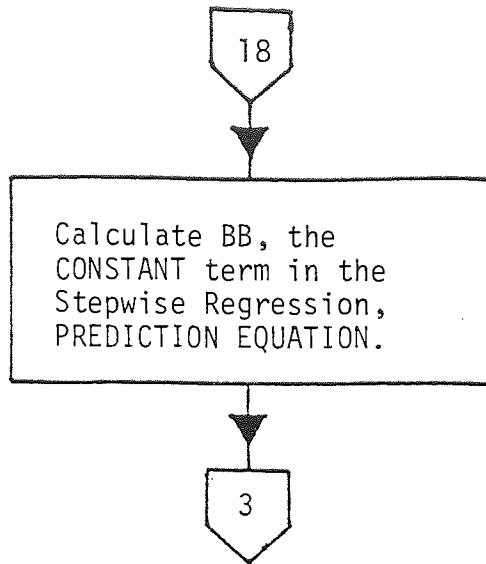 18
Calculate BB, the
CONSTANT term in the
Stepwise Regression,
PREDICTION EQUATION.
3